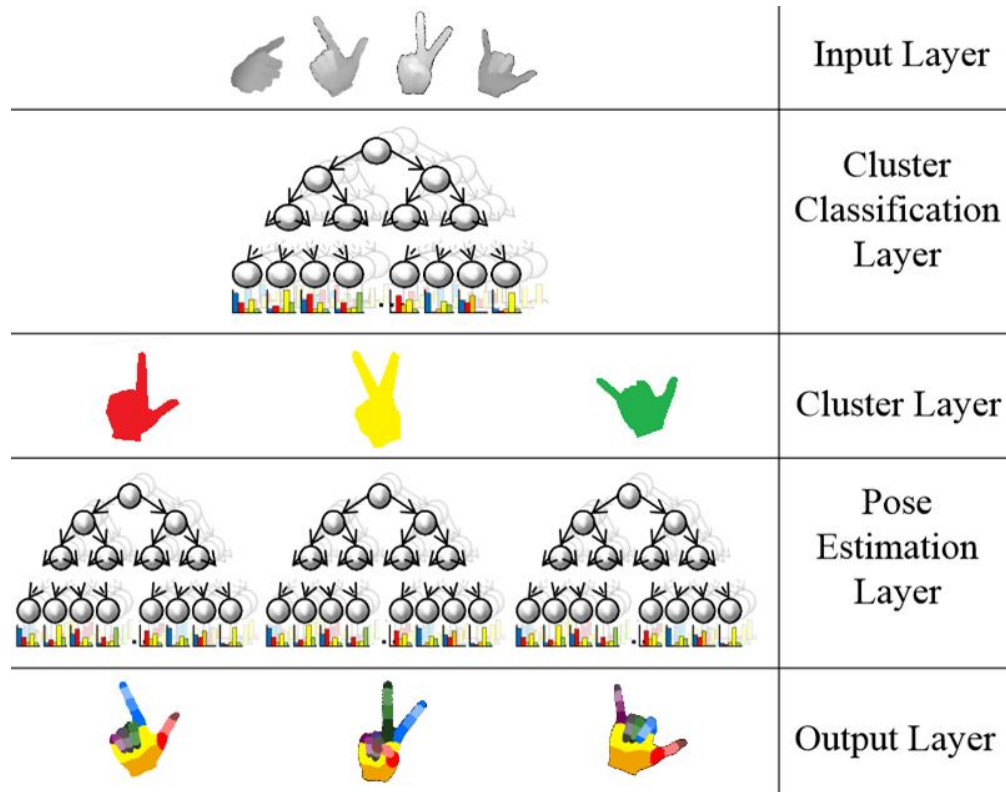 Input Layer
Cluster
Classification
Layer
Cluster Layer
Pose
Estimation
Layer
Output Layer